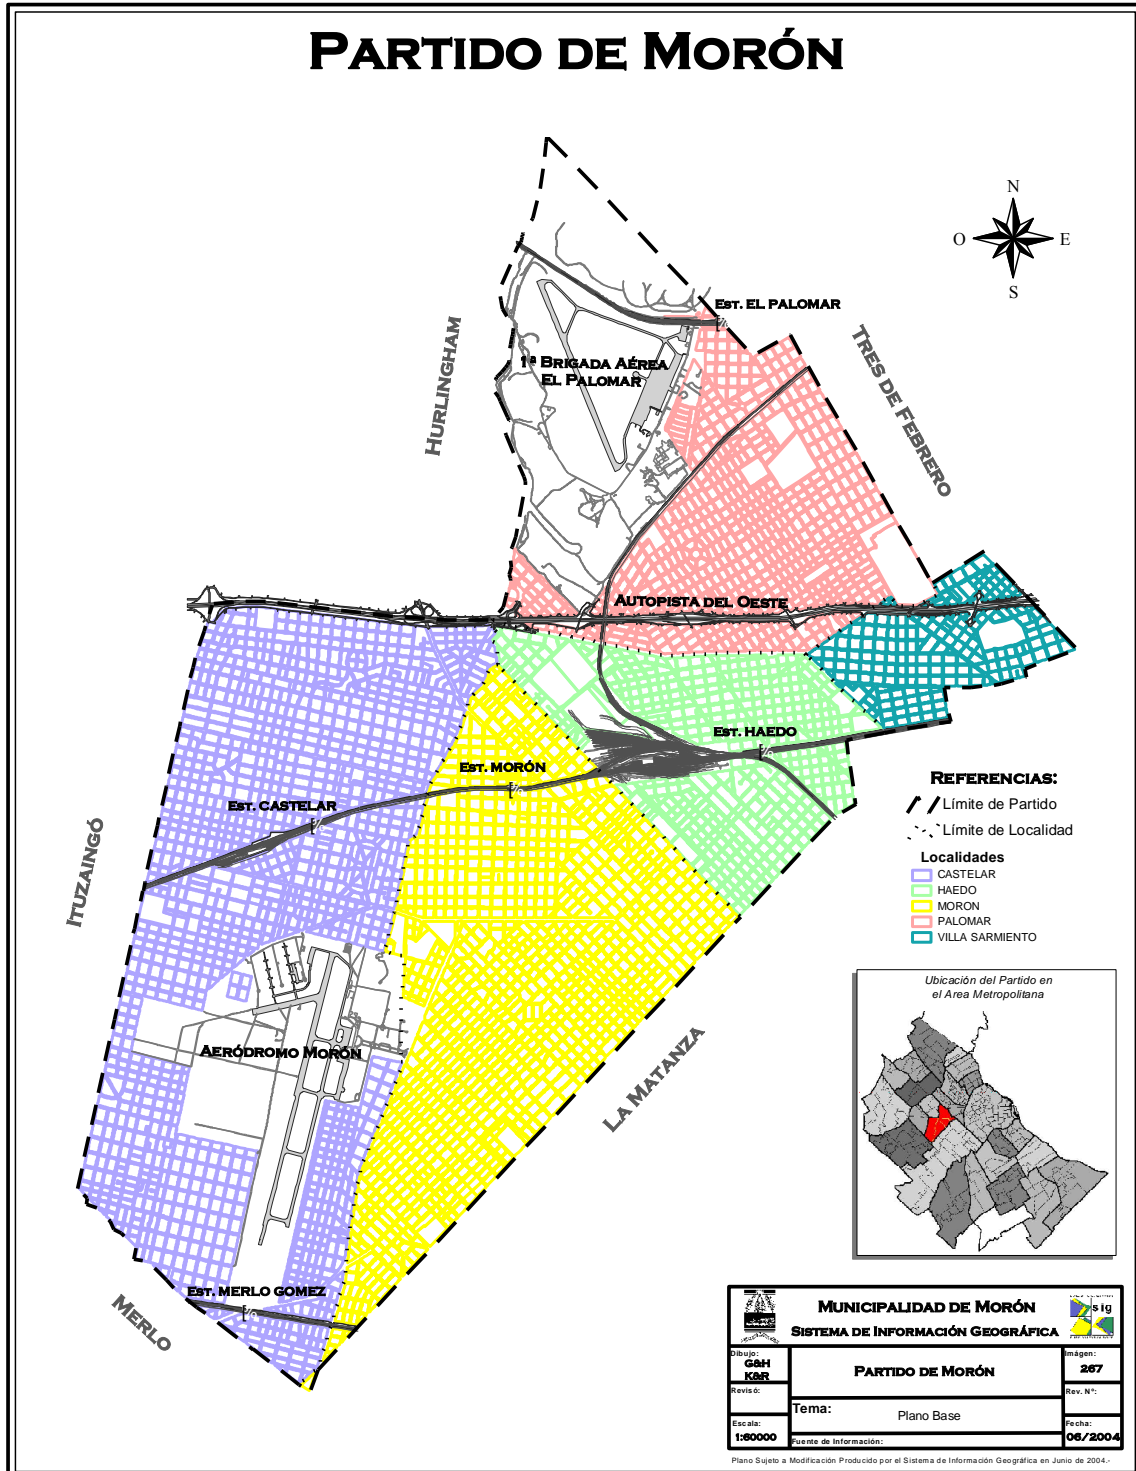 PARTIDO DE MORÓN
N
O
E
S
EST. EL PALOMAR
HURLINGHAM
TRES DE FEBRERO
1ª BRIGADA AÉREA
EL PALOMAR
AUTOPISTA DEL OESTE
EST. HAEDO
EST. MORÓN
EST. CASTELAR
ITUZAINGÓ
AERÓDROMO MORÓN
LA MATANZA
EST. MERLO GOMEZ
MERLO
REFERENCIAS:
Límite de Partido
Límite de Localidad
Localidades
CASTELAR
HAEDO
MORON
PALOMAR
VILLA SARMIENTO
Ubicación del Partido en
el Area Metropolitana
MUNICIPALIDAD DE MORÓN
SISTEMA DE INFORMACIÓN GEOGRÁFICA
sig
Dibujo:
G&H
K&R
PARTIDO DE MORÓN
Imágen:
267
Revisó:
Rev. Nº:
Tema:
Plano Base
Escala:
1:60000
Fecha:
06/2004
Fuente de Información:
Plano Sujeto a Modificación Producido por el Sistema de Información Geográfica en Junio de 2004.-